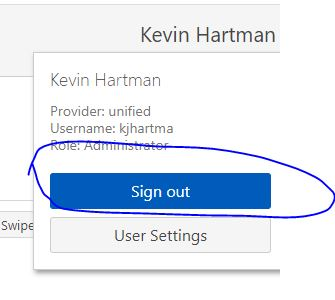 Kevin Hartman
Kevin Hartman
Provider: unified
Username: kjhartma
Role: Administrator
Sign out
Swipe
User Settings